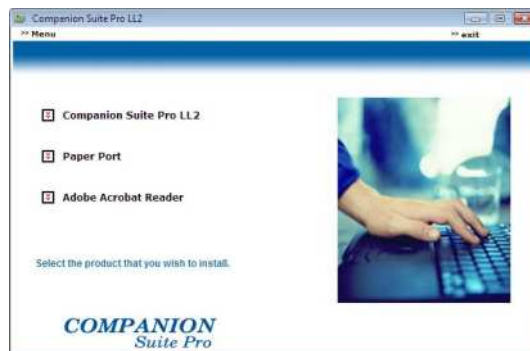 Companion Suite Pro LL2
>> Menu
>> exit
Companion Suite Pro LL2
Paper Port
Adobe Acrobat Reader
Select the product that you wish to install.
COMPANION
Suite Pro